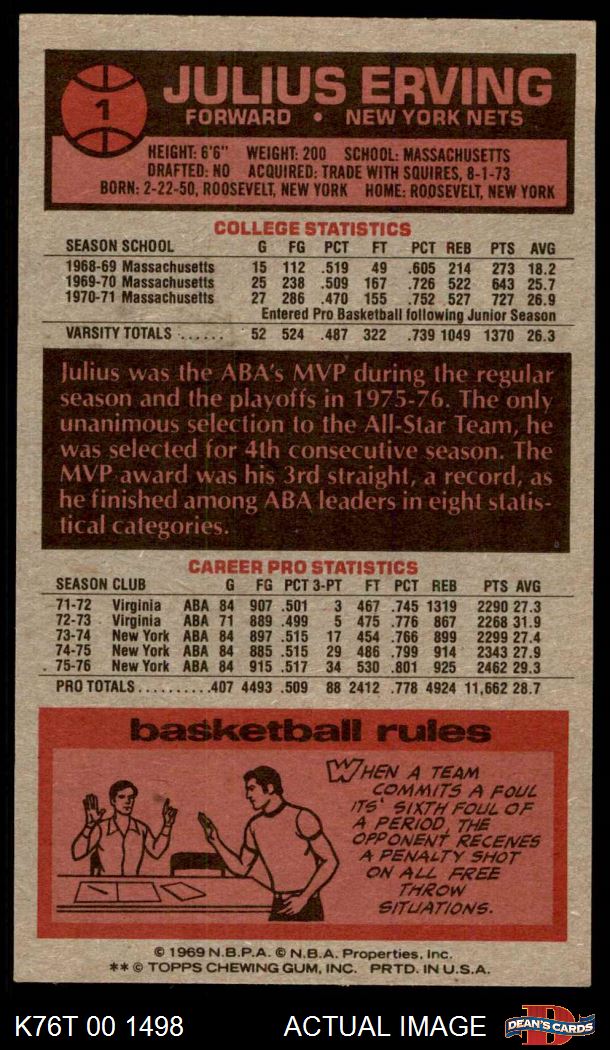 1
JULIUS ERVING
FORWARD • NEW YORK NETS
HEIGHT: 6'6" WEIGHT: 200 SCHOOL: MASSACHUSETTS
DRAFTED: NO ACQUIRED: TRADE WITH SQUIRES, 8-1-73
BORN: 2-22-50, ROOSEVELT, NEW YORK HOME: ROOSEVELT, NEW YORK
COLLEGE STATISTICS
SEASON SCHOOL G FG PCT FT PCT REB PTS AVG
1968-69 Massachusetts 15 112 .519 49 .605 214 273 18.2
1969-70 Massachusetts 25 238 .509 167 .726 522 643 25.7
1970-71 Massachusetts 27 286 .470 155 .752 527 727 26.9
Entered Pro Basketball following Junior Season
VARSITY TOTALS ...... 52 524 .487 322 .739 1049 1370 26.3
Julius was the ABA's MVP during the regular
season and the playoffs in 1975-76. The only
unanimous selection to the All-Star Team, he
was selected for 4th consecutive season. The
MVP award was his 3rd straight, a record, as
he finished among ABA leaders in eight statis-
tical categories.
CAREER PRO STATISTICS
SEASON CLUB G FG PCT 3-PT FT PCT REB PTS AVG
71-72 Virginia ABA 84 907 .501 3 467 .745 1319 2290 27.3
72-73 Virginia ABA 71 889 .499 5 475 .776 867 2268 31.9
73-74 New York ABA 84 897 .515 17 454 .766 899 2299 27.4
74-75 New York ABA 84 885 .515 29 486 .799 914 2343 27.9
75-76 New York ABA 84 915 .517 34 530 .801 925 2462 29.3
PRO TOTALS..........407 4493 .509 88 2412 .778 4924 11,662 28.7
basketball rules
WHEN A TEAM
COMMITS A FOUL
ITS' SIXTH FOUL OF
A PERIOD, THE
OPPONENT RECEIVES
A PENALTY SHOT
ON ALL FREE
THROW
SITUATIONS.
© 1969 N.B.P.A. © N.B.A. Properties, Inc.
** © TOPPS CHEWING GUM, INC. PRTD. IN U.S.A.
K76T 00 1498 ACTUAL IMAGE DEAN'S CARDS